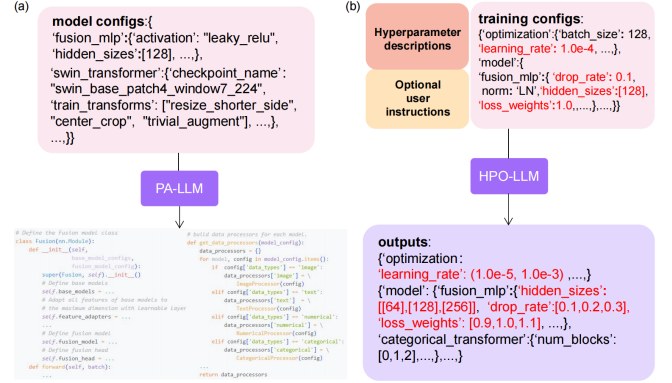 (a)
model configs:{
‘fusion_mlp’:{‘activation’: "leaky_relu",
‘hidden_sizes’:[128], ...,},
‘swin_transformer’:{‘checkpoint_name’:
"swin_base_patch4_window7_224",
‘train_transforms’: ["resize_shorter_side",
"center_crop", "trivial_augment"], ...,},
...,}}
PA-LLM
# Define the Fusion model class
class Fusion(nn.Module):
def __init__(self,
base_model_configs,
fusion_model_config):
super(Fusion, self).__init__()
# Define base models
self.base_models = ...
# Adapt all features of base models to
the maximum dimension with Learnable Layer
self.feature_adapters = ...
...
# Define fusion model
self.fusion_model = ...
# Define fusion head
self.fusion_head = ...
def forward(self, batch):
...
# build data processors for each model.
def get_data_processors(model_config):
data_processors = {}
for model, config in model_config.items():
if config['data_types'] == 'image':
data_processors['image'] = \
ImageProcessor(config)
elif config['data_types'] == 'text':
data_processors['text'] = \
TextProcessor(config)
elif config['data_types'] == 'numerical':
data_processors['numerical'] = \
NumericalProcessor(config)
elif config['data_types'] == 'categorical':
data_processors['categorical'] = \
CategoricalProcessor(config)
...
return data_processors
(b)
Hyperparameter
descriptions
Optional
user
instructions
training configs:
{‘optimization’:{‘batch_size’: 128,
‘learning_rate’: 1.0e-4, ...,},
‘model’:{
‘fusion_mlp’:{ ‘drop_rate’: 0.1,
norm: ‘LN’,‘hidden_sizes’:[128],
‘loss_weights’:1.0,,...,},...,}}
HPO-LLM
outputs:
{‘optimization:
‘learning_rate’: (1.0e-5, 1.0e-3) ,...,}
{‘model’: {‘fusion_mlp’:{‘hidden_sizes’:
[[64],[128],[256]], ‘drop_rate’:[0.1,0.2,0.3],
‘loss_weights’: [0.9,1.0,1.1], ...,},
‘categorical_transformer’:{‘num_blocks’:
[0,1,2],...,},...,}